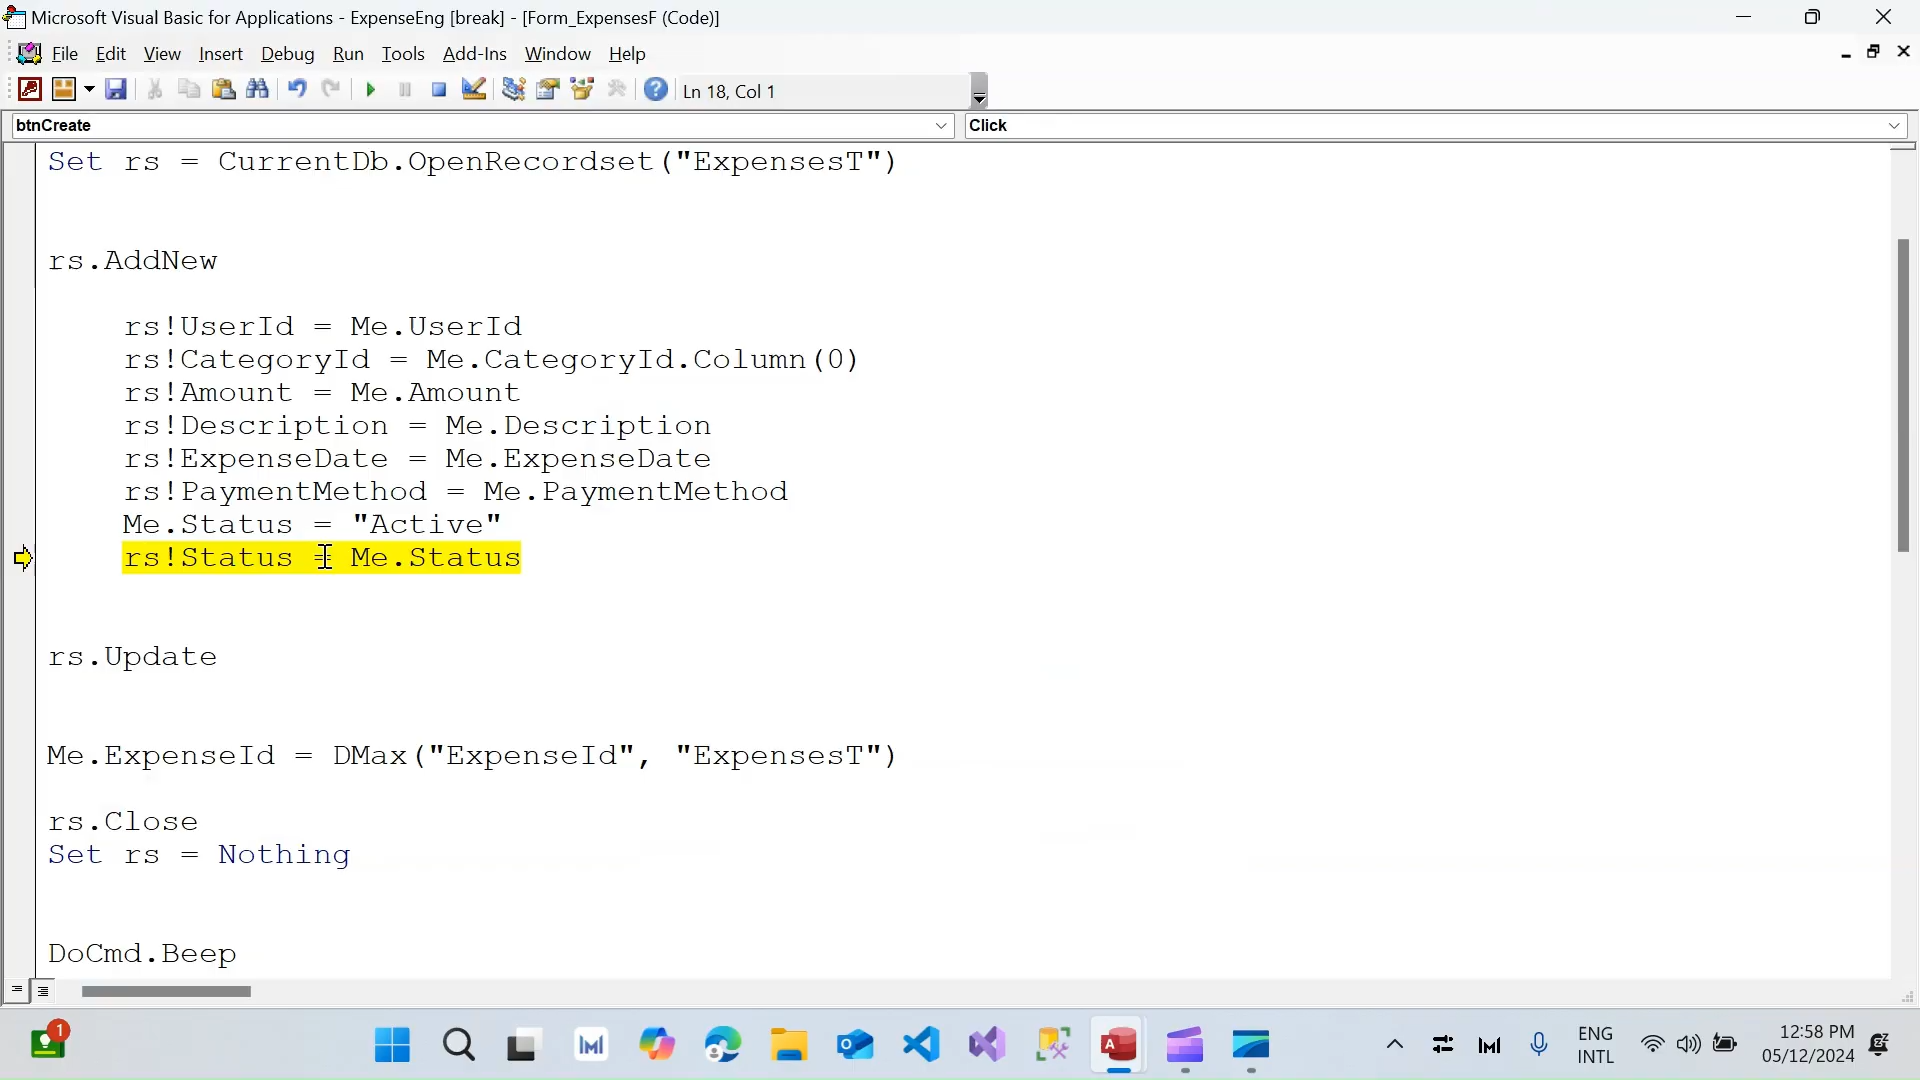 Microsoft Visual Basic for Applications - ExpenseEng [break] - [Form_ExpensesF (Code)]
File Edit View Insert Debug Run Tools Add-Ins Window Help
Ln 18, Col 1
btnCreate Click
Set rs = CurrentDb.OpenRecordset("ExpensesT")
rs.AddNew
rs!UserId = Me.UserId
rs!CategoryId = Me.CategoryId.Column(0)
rs!Amount = Me.Amount
rs!Description = Me.Description
rs!ExpenseDate = Me.ExpenseDate
rs!PaymentMethod = Me.PaymentMethod
Me.Status = "Active"
rs!Status = Me.Status
rs.Update
Me.ExpenseId = DMax("ExpenseId", "ExpensesT")
rs.Close
Set rs = Nothing
DoCmd.Beep
1
ENG
INTL
12:58 PM
05/12/2024